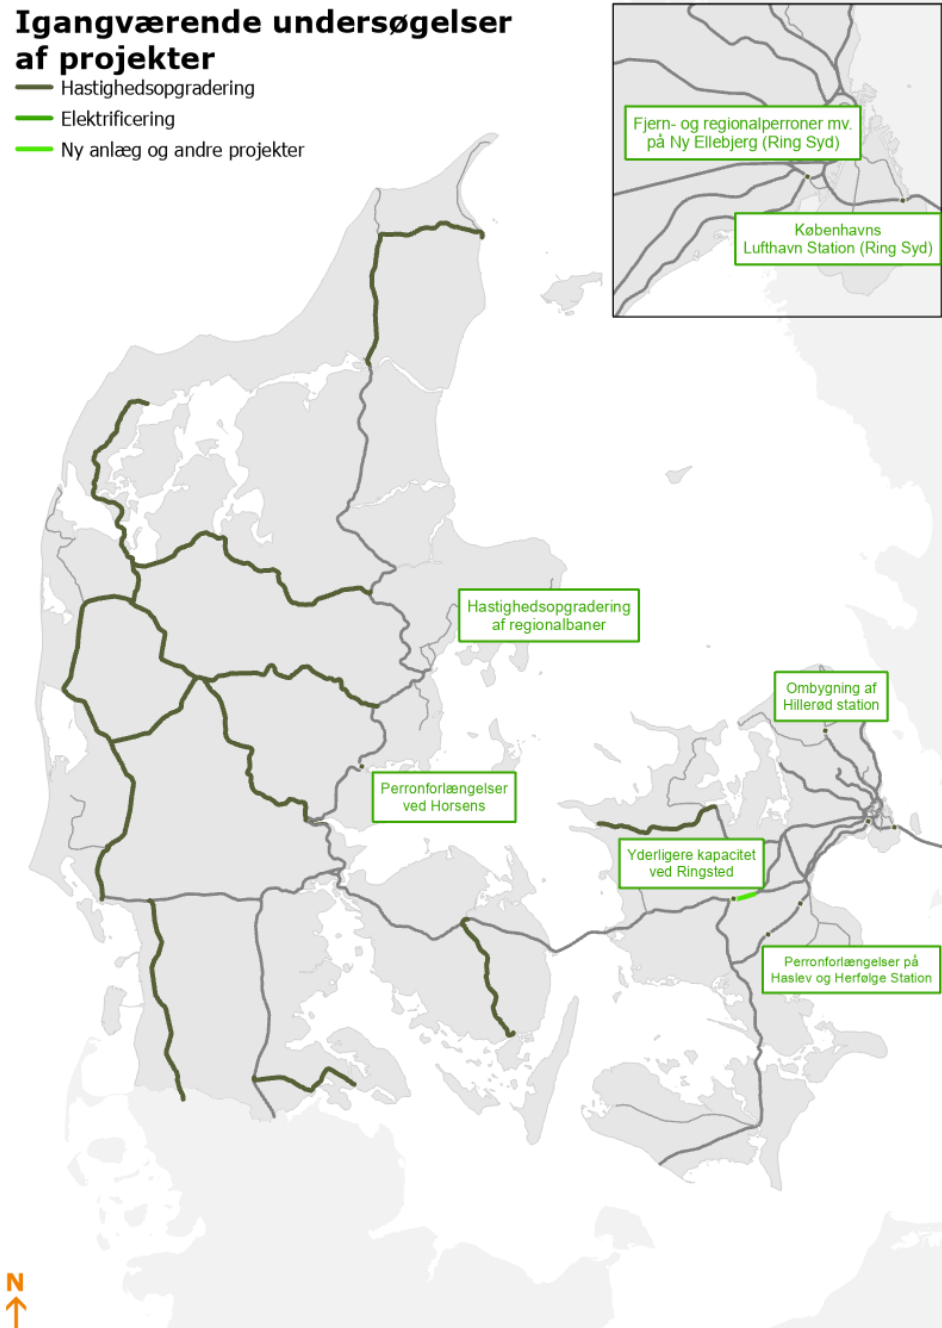 Igangværende undersøgelser
af projekter
Hastighedsopgradering
Elektrificering
Ny anlæg og andre projekter
Fjern- og regionalperroner mv.
på Ny Ellebjerg (Ring Syd)
Københavns
Lufthavn Station (Ring Syd)
Hastighedsopgradering
af regionalbaner
Ombygning af
Hillerød station
Perronforlængelser
ved Horsens
Yderligere kapacitet
ved Ringsted
Perronforlængelser på
Haslev og Herfølge Station
N